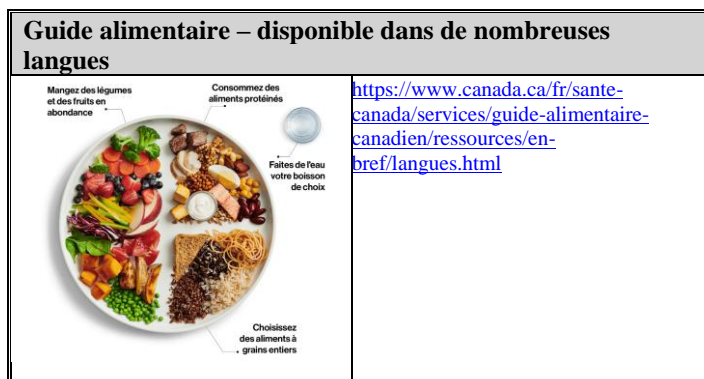 Guide alimentaire – disponible dans de nombreuses
langues
Mangez des légumes
et des fruits en
abondance
Consommez des
aliments protéinés
Faites de l'eau
votre boisson
de choix
Choisissez
des aliments à
grains entiers
https://www.canada.ca/fr/sante-
canada/services/guide-alimentaire-
canadien/ressources/en-
bref/langues.html